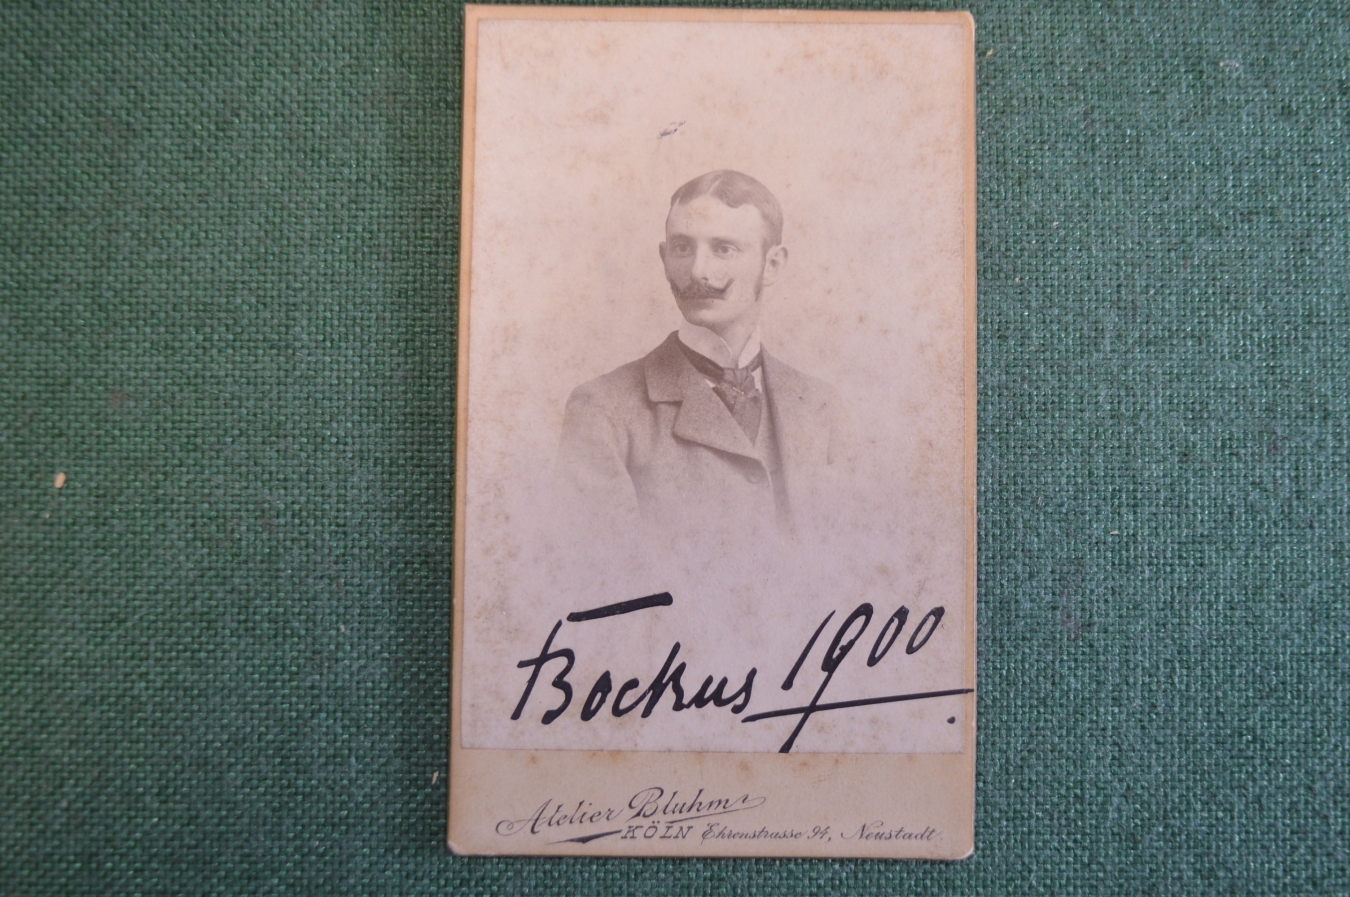 Bockus 1900
Atelier Bluhm
KÖLN Ehrenstrasse 94, Neustadt.